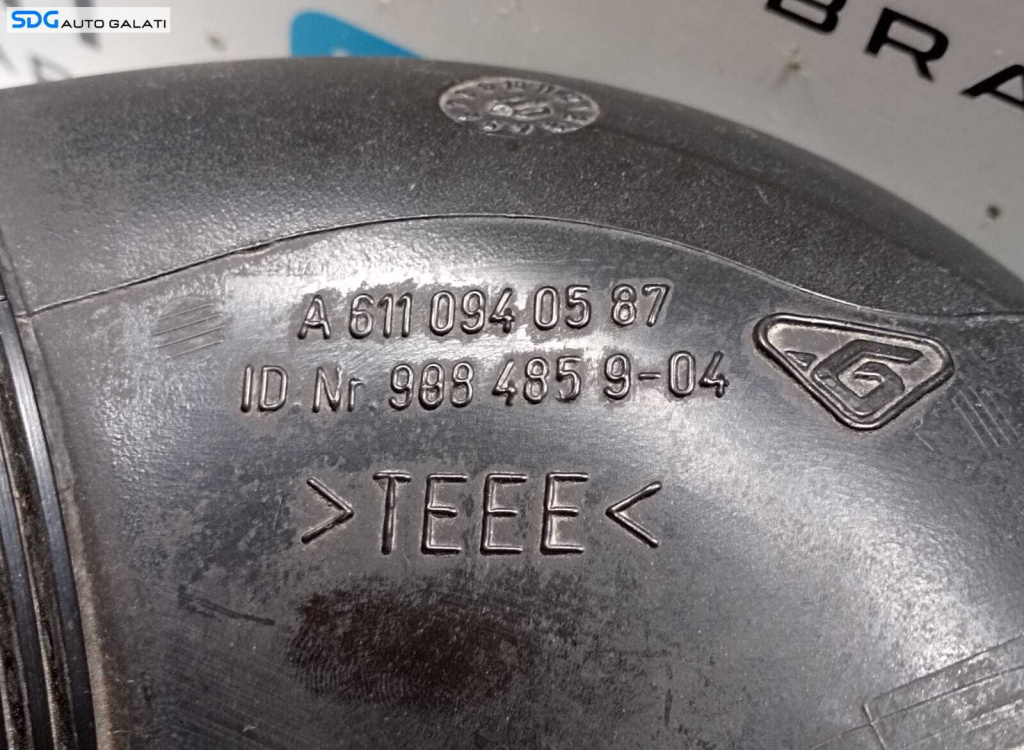 SDG AUTO GALATI
BRA
A 611 094 05 87
ID Nr 988 485 9-04
G
>TEEE<